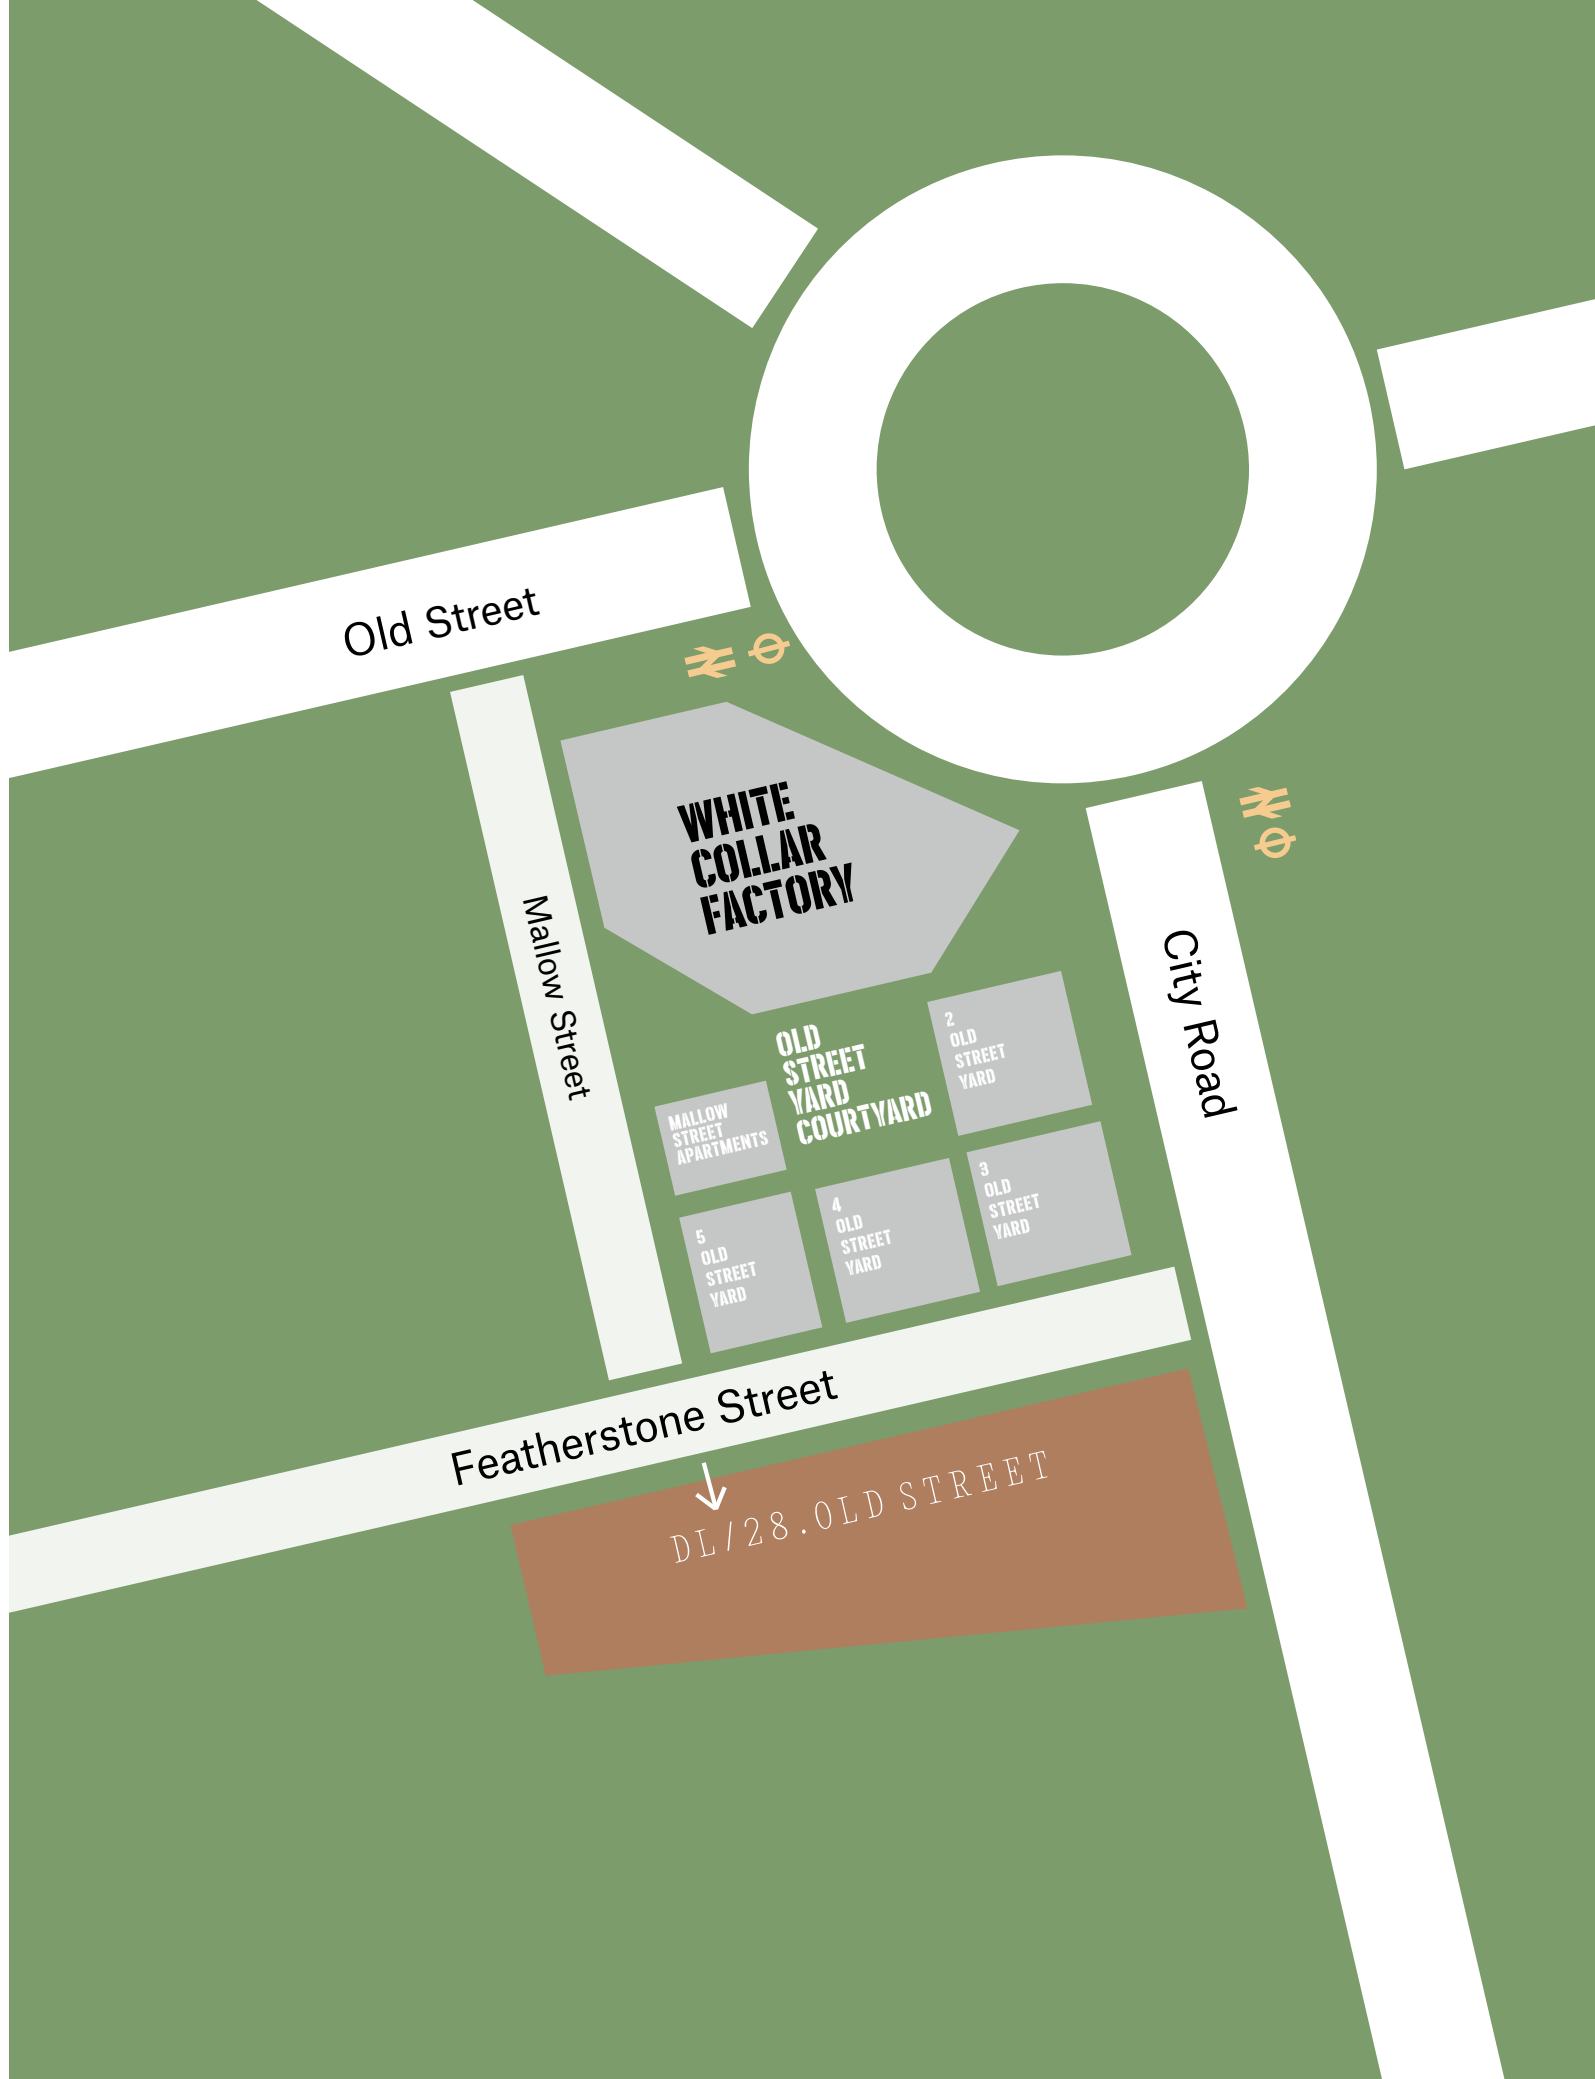 Old Street
WHITE
COLLAR
FACTORY
Mallow Street
City Road
OLD
STREET
YARD
COURTYARD
2
OLD
STREET
YARD
MALLOW
STREET
APARTMENTS
3
OLD
STREET
YARD
4
OLD
STREET
YARD
5
OLD
STREET
YARD
Featherstone Street
DL/28.OLD STREET